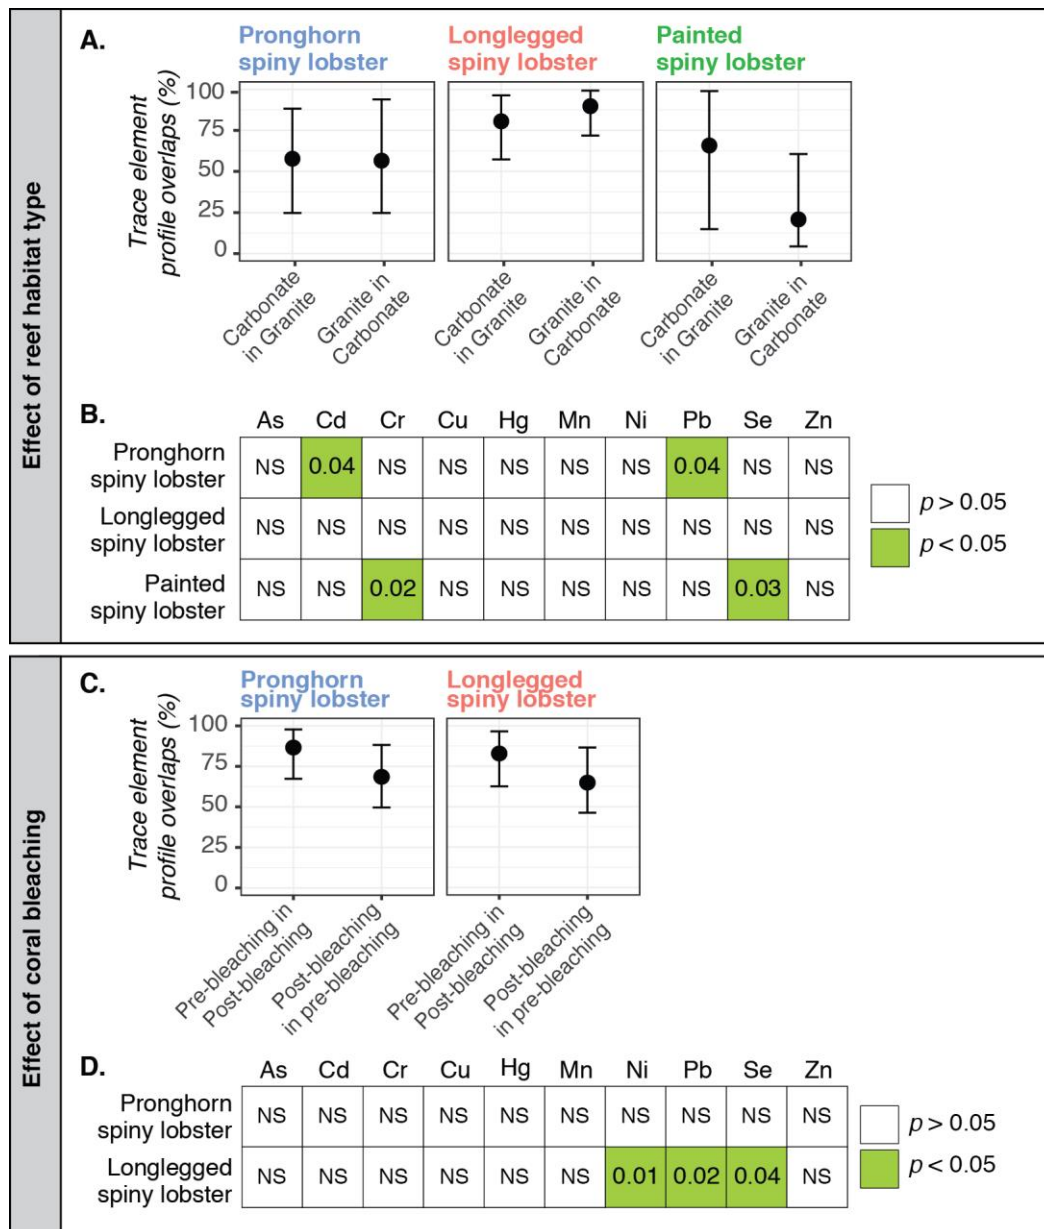 Effect of reef habitat type
A.
Pronghorn
spiny lobster
Longlegged
spiny lobster
Painted
spiny lobster
Trace element
profile overlaps (%)
100
75
50
25
0
Carbonate
in Granite
Granite in
Carbonate
Carbonate
in Granite
Granite in
Carbonate
Carbonate
in Granite
Granite in
Carbonate
B.
As Cd Cr Cu Hg Mn Ni Pb Se Zn
Pronghorn
spiny lobster
NS 0.04 NS NS NS NS NS 0.04 NS NS
Longlegged
spiny lobster
NS NS NS NS NS NS NS NS NS NS
Painted
spiny lobster
NS NS 0.02 NS NS NS NS NS 0.03 NS
p > 0.05
p < 0.05
Effect of coral bleaching
C.
Pronghorn
spiny lobster
Longlegged
spiny lobster
Trace element
profile overlaps (%)
100
75
50
25
0
Pre-bleaching in
Post-bleaching
Post-bleaching
in pre-bleaching
Pre-bleaching in
Post-bleaching
Post-bleaching
in pre-bleaching
D.
As Cd Cr Cu Hg Mn Ni Pb Se Zn
Pronghorn
spiny lobster
NS NS NS NS NS NS NS NS NS NS
Longlegged
spiny lobster
NS NS NS NS NS NS 0.01 0.02 0.04 NS
p > 0.05
p < 0.05